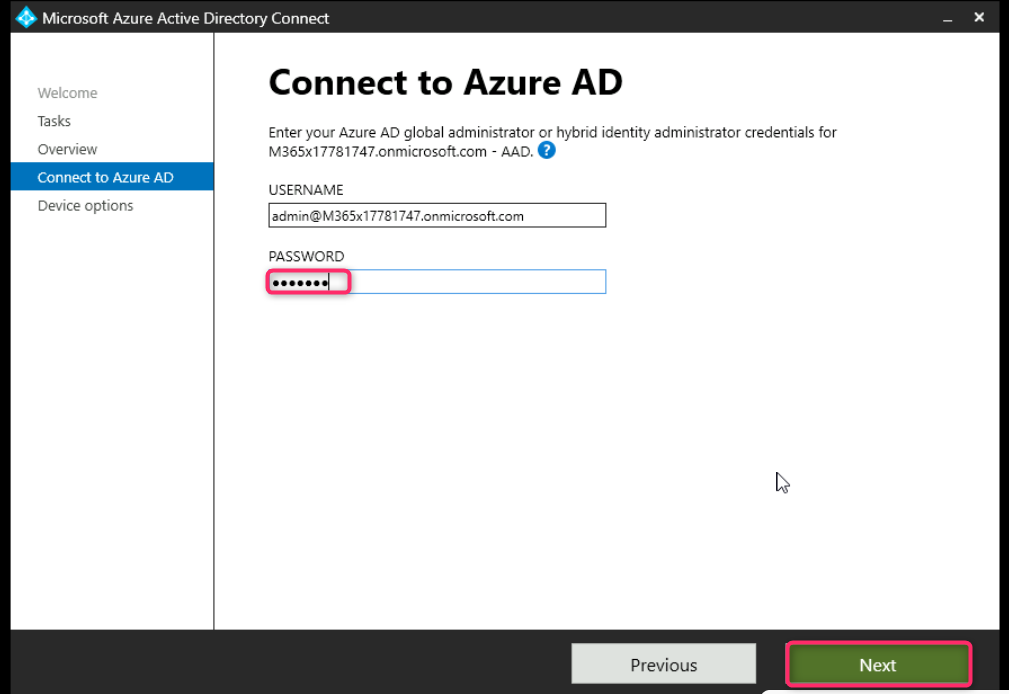 Microsoft Azure Active Directory Connect
Welcome
Tasks
Overview
Connect to Azure AD
Device options
Connect to Azure AD
Enter your Azure AD global administrator or hybrid identity administrator credentials for
M365x17781747.onmicrosoft.com - AAD. ?
USERNAME
admin@M365x17781747.onmicrosoft.com
PASSWORD
●●●●●●●
Previous
Next